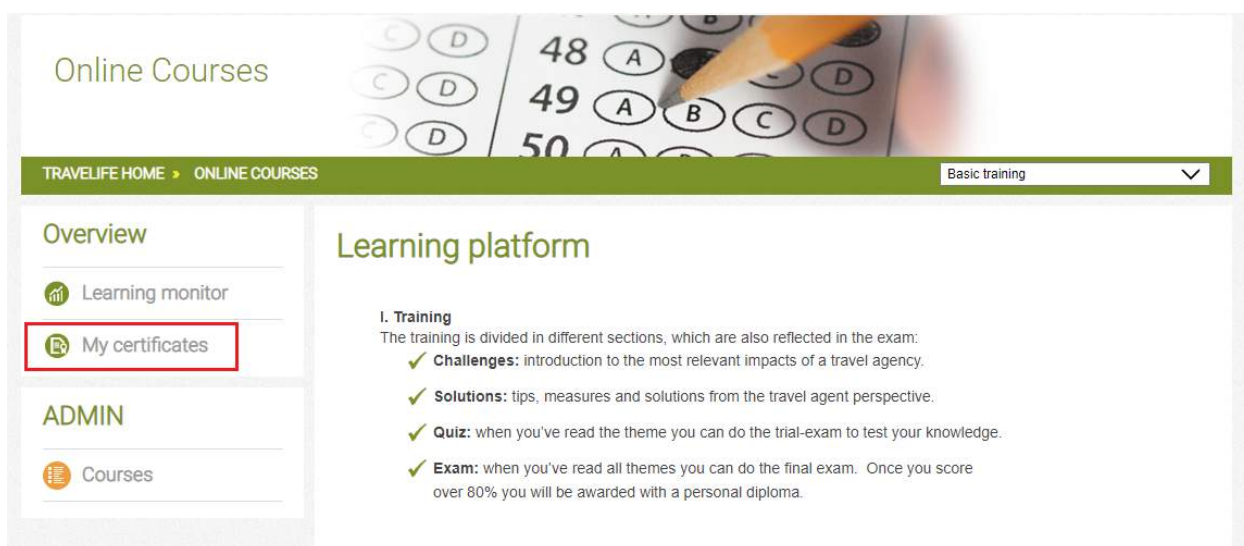 Online Courses
D
48 A
C D D
49 A B C D
C D
50 A
TRAVELIFE HOME » ONLINE COURSES
Basic training
Overview
Learning monitor
My certificates
ADMIN
Courses
Learning platform
I. Training
The training is divided in different sections, which are also reflected in the exam:
Challenges: introduction to the most relevant impacts of a travel agency.
Solutions: tips, measures and solutions from the travel agent perspective.
Quiz: when you've read the theme you can do the trial-exam to test your knowledge.
Exam: when you've read all themes you can do the final exam.  Once you score
over 80% you will be awarded with a personal diploma.